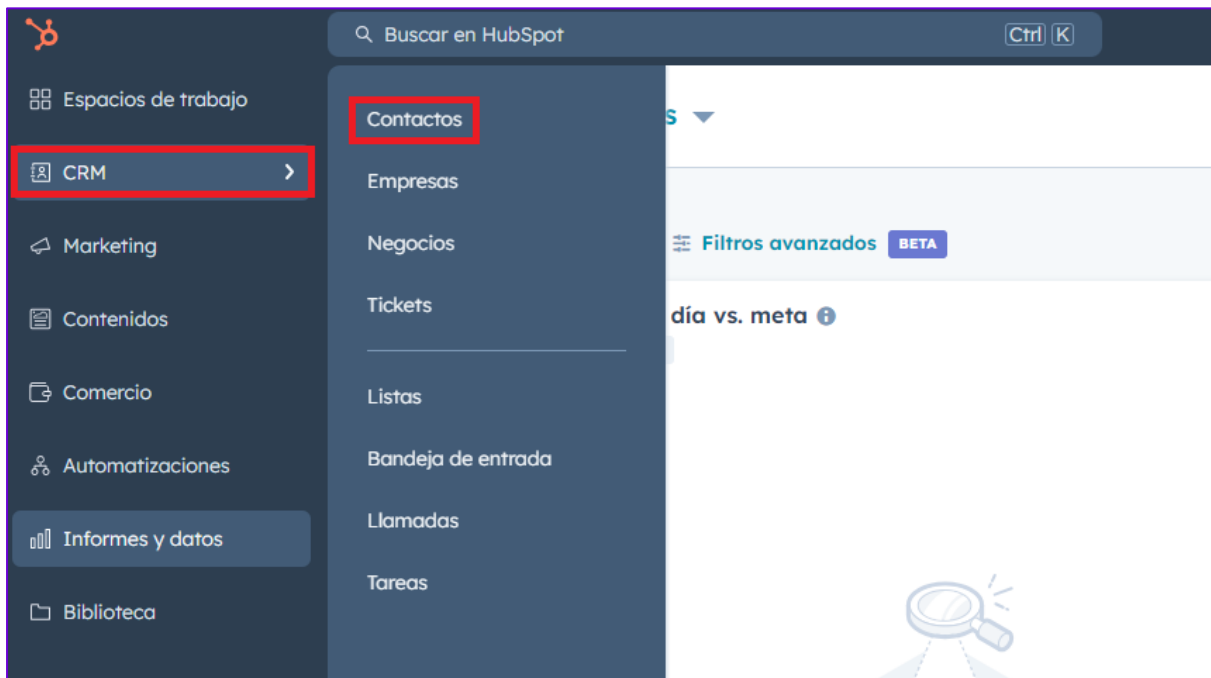 Buscar en HubSpot
Ctrl K
Espacios de trabajo
CRM
Marketing
Contenidos
Comercio
Automatizaciones
Informes y datos
Biblioteca
Contactos
Empresas
Negocios
Tickets
Listas
Bandeja de entrada
Llamadas
Tareas
s
Filtros avanzados BETA
día vs. meta